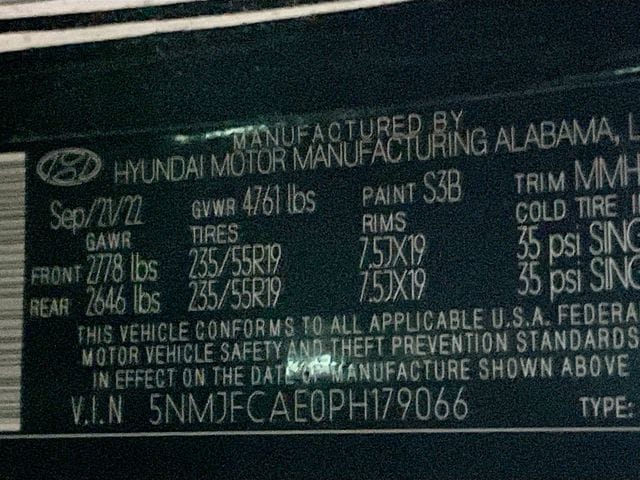 MANUFACTURED BY
HYUNDAI MOTOR MANUFACTURING ALABAMA, L
Sep/21/22 GVWR 4761 lbs PAINT S3B TRIM MMH
GAWR TIRES RIMS COLD TIRE
FRONT 2778 lbs 235/55R19 7.5JX19 35 psi SING
REAR 2646 lbs 235/55R19 7.5JX19 35 psi SING
THIS VEHICLE CONFORMS TO ALL APPLICABLE U.S.A. FEDERA
MOTOR VEHICLE SAFETY AND THEFT PREVENTION STANDARDS
IN EFFECT ON THE DATE OF MANUFACTURE SHOWN ABOVE
V.I.N 5NMJFCAE0PH179066 TYPE: